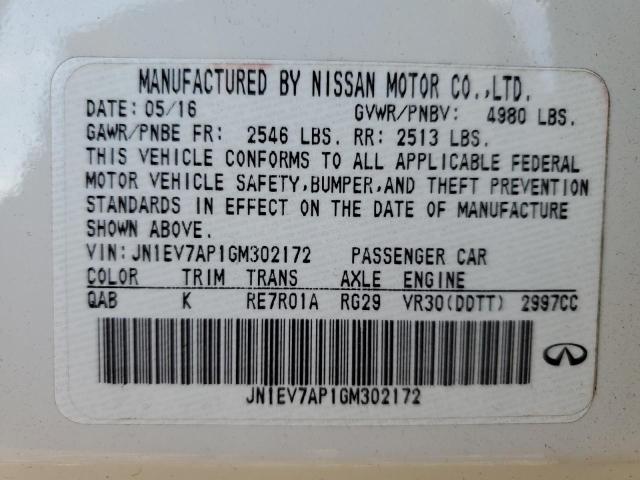 MANUFACTURED BY NISSAN MOTOR CO.,LTD.
DATE: 05/16 GVWR/PNBV: 4980 LBS.
GAWR/PNBE FR: 2546 LBS. RR: 2513 LBS.
THIS VEHICLE CONFORMS TO ALL APPLICABLE FEDERAL
MOTOR VEHICLE SAFETY,BUMPER,AND THEFT PREVENTION
STANDARDS IN EFFECT ON THE DATE OF MANUFACTURE
SHOWN ABOVE.
VIN:JN1EV7AP1GM302172 PASSENGER CAR
COLOR TRIM TRANS AXLE ENGINE
QAB K RE7R01A RG29 VR30(DDTT) 2997CC
JN1EV7AP1GM302172